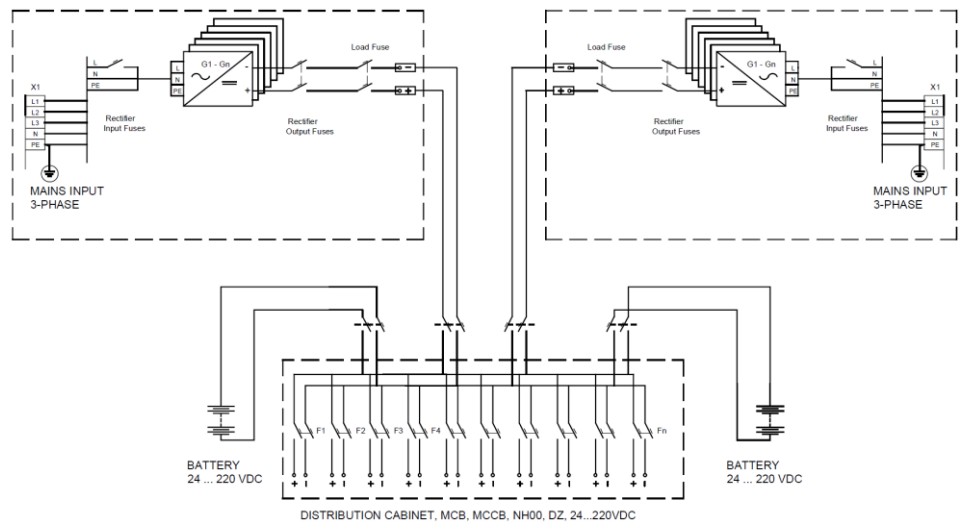 Load Fuse
G1 - Gn
-
+
L
N
PE
L
N
PE
X1
L1
L2
L3
N
PE
Rectifier
Input Fuses
Rectifier
Output Fuses
-
+
MAINS INPUT
3-PHASE
Load Fuse
-
+
G1 - Gn
-
+
L
N
PE
L
N
PE
X1
L1
L2
L3
N
PE
Rectifier
Output Fuses
Rectifier
Input Fuses
MAINS INPUT
3-PHASE
F1
F2
F3
F4
Fn
BATTERY
24 ... 220 VDC
BATTERY
24 ... 220 VDC
+ ı + ı + ı + ı + ı + ı + ı + ı + ı + ı
DISTRIBUTION CABINET, MCB, MCCB, NH00, DZ, 24...220VDC